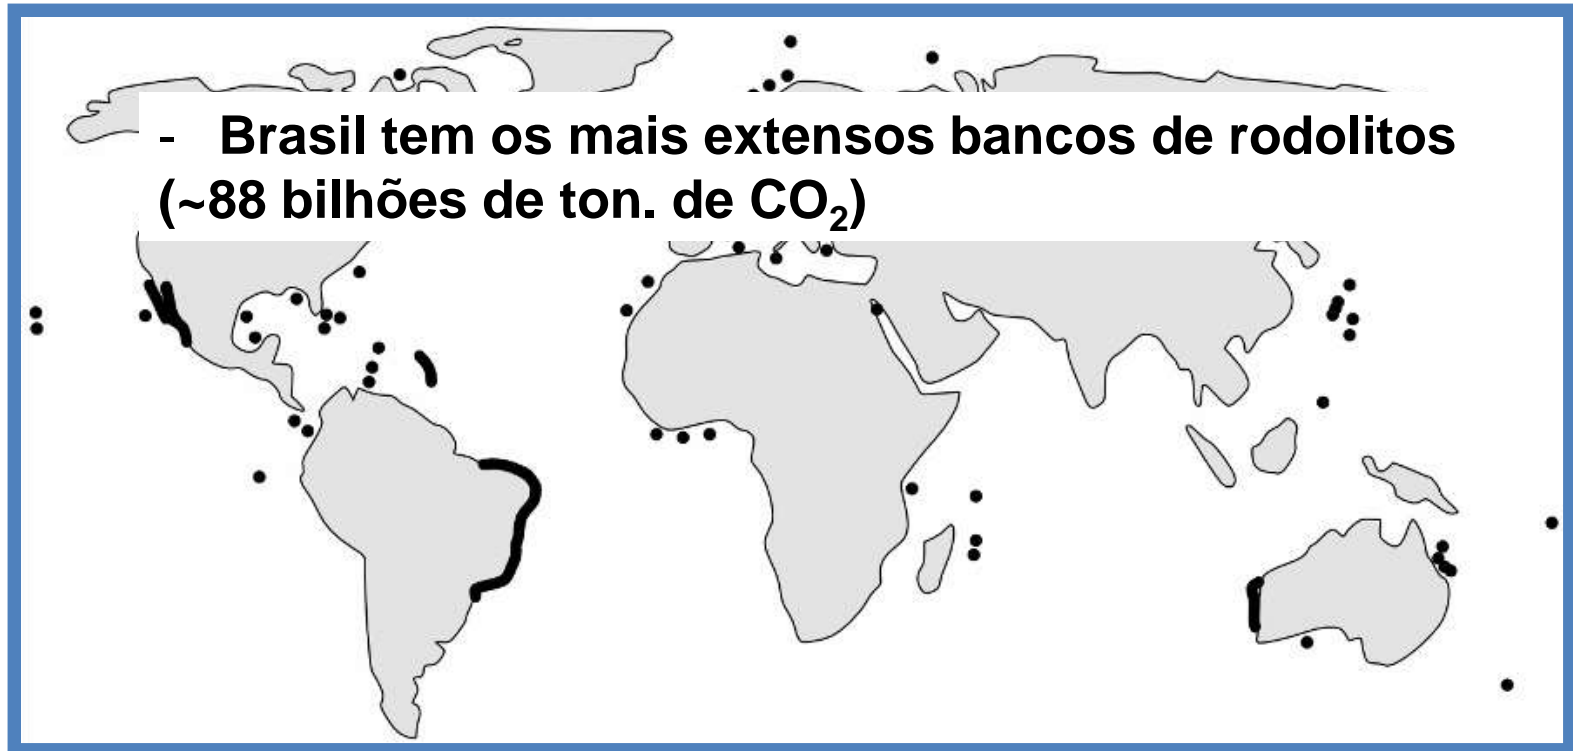 - Brasil tem os mais extensos bancos de rodolitos
(~88 bilhões de ton. de CO₂)